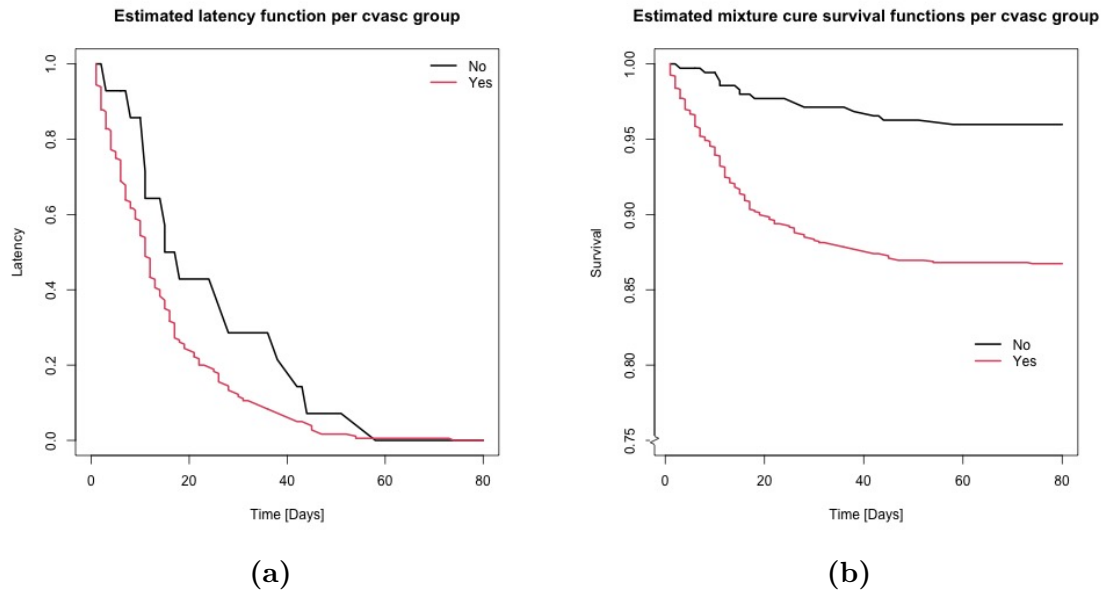 Estimated latency function per cvasc group
No
Yes
1.0
0.8
0.6
0.4
0.2
0.0
Latency
0
20
40
60
80
Time [Days]
(a)
Estimated mixture cure survival functions per cvasc group
1.00
0.95
0.90
0.85
0.80
0.75
Survival
No
Yes
0
20
40
60
80
Time [Days]
(b)